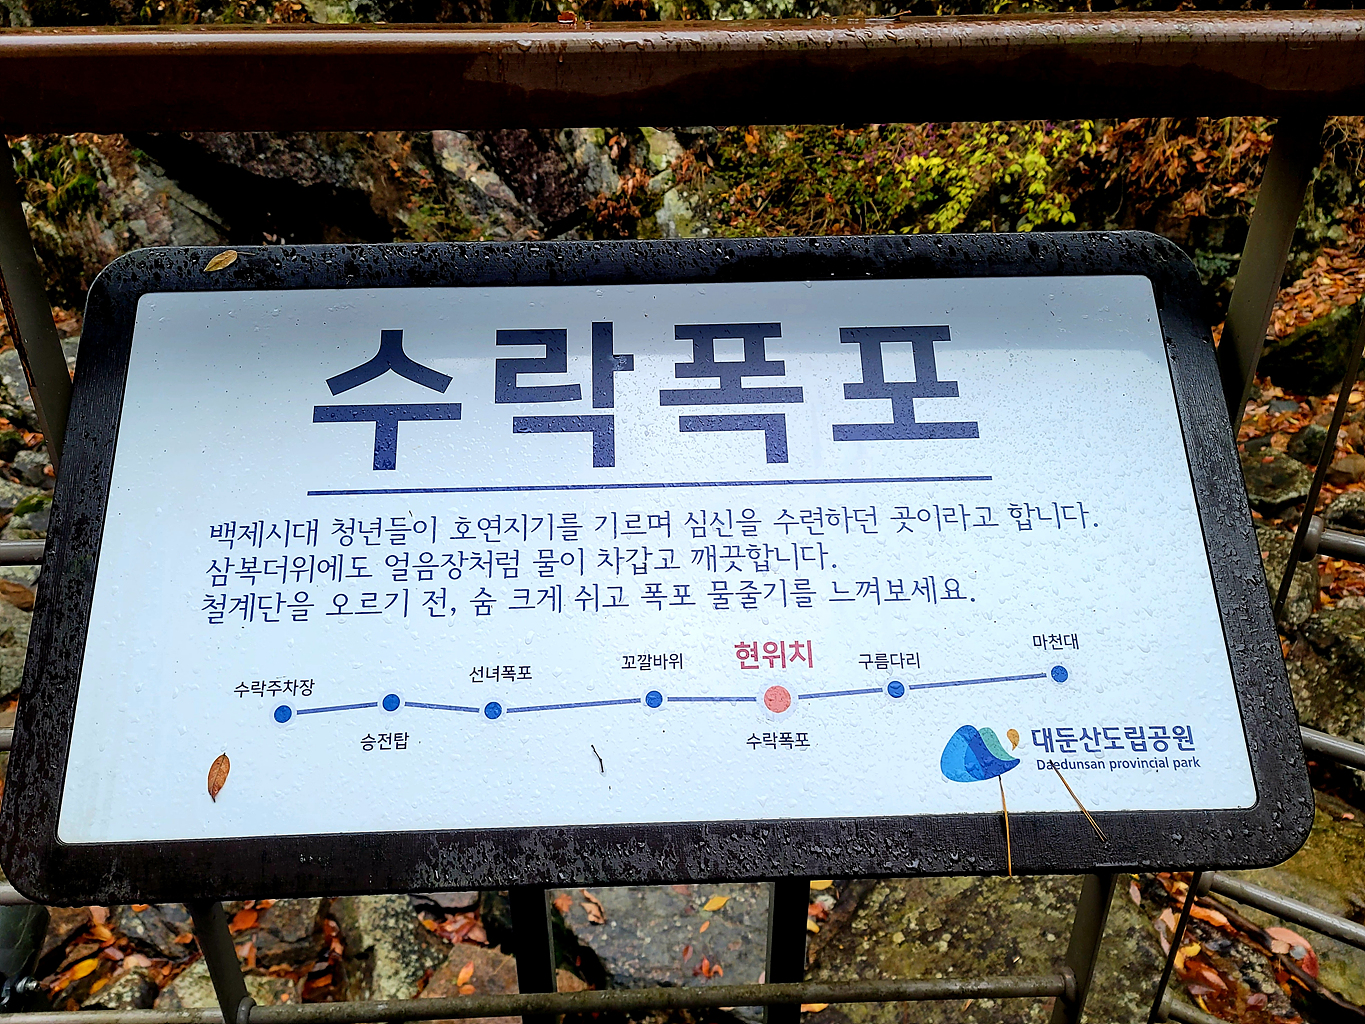 수락폭포
백제시대 청년들이 호연지기를 기르며 심신을 수련하던 곳이라고 합니다.
삼복더위에도 얼음장처럼 물이 차갑고 깨끗합니다.
철계단을 오르기 전, 숨 크게 쉬고 폭포 물줄기를 느껴보세요.
수락주차장
승전탑
선녀폭포
꼬깔바위
현위치
수락폭포
구름다리
마천대
대둔산도립공원
Daedunsan provincial park